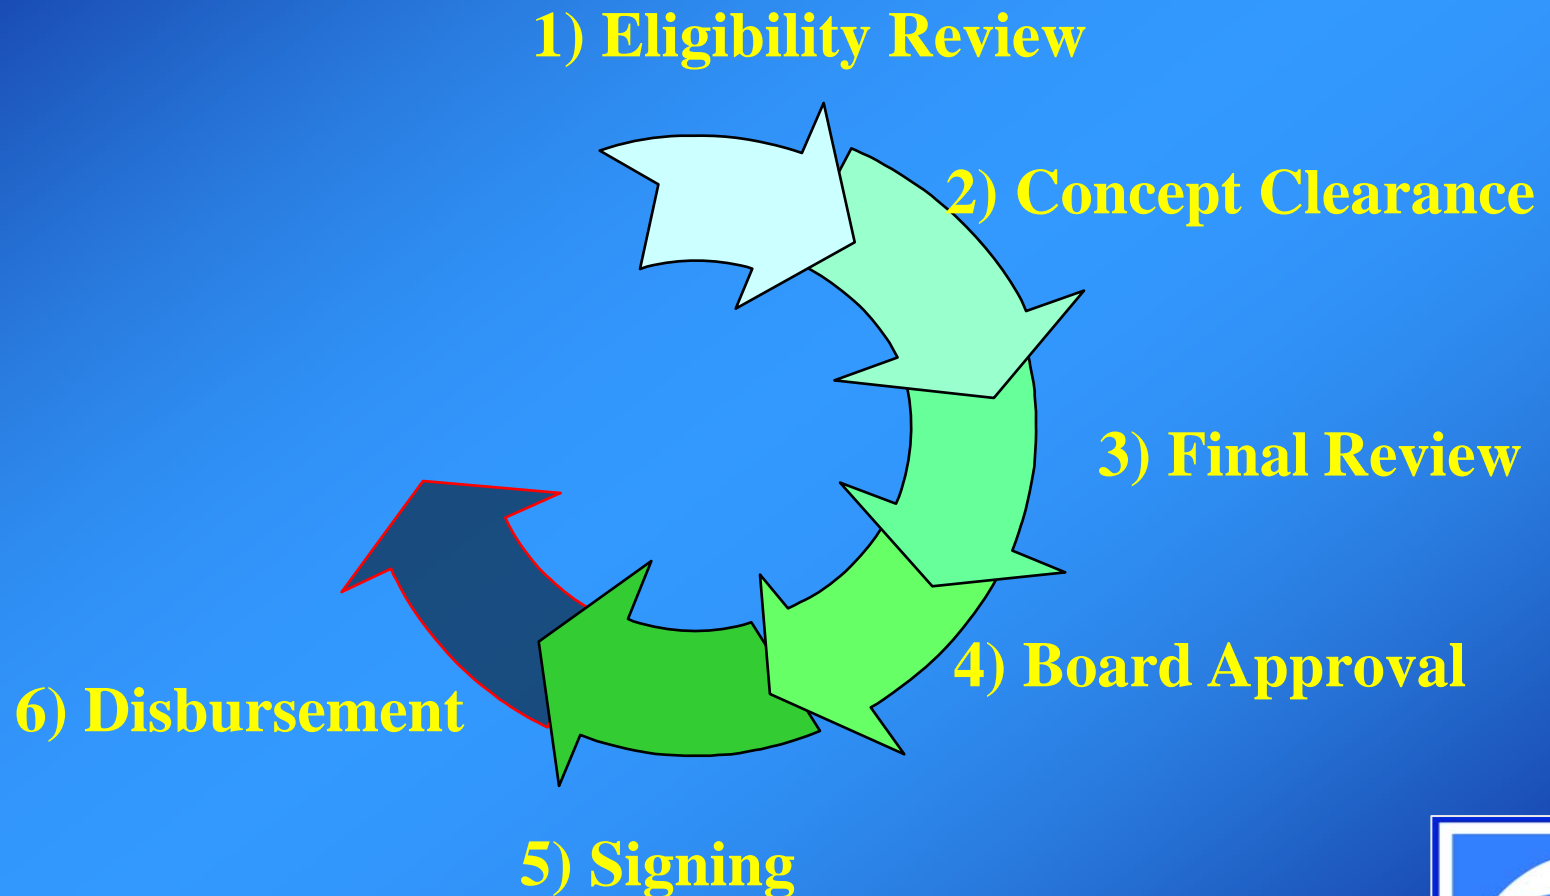 1) Eligibility Review
2) Concept Clearance
3) Final Review
4) Board Approval
5) Signing
6) Disbursement